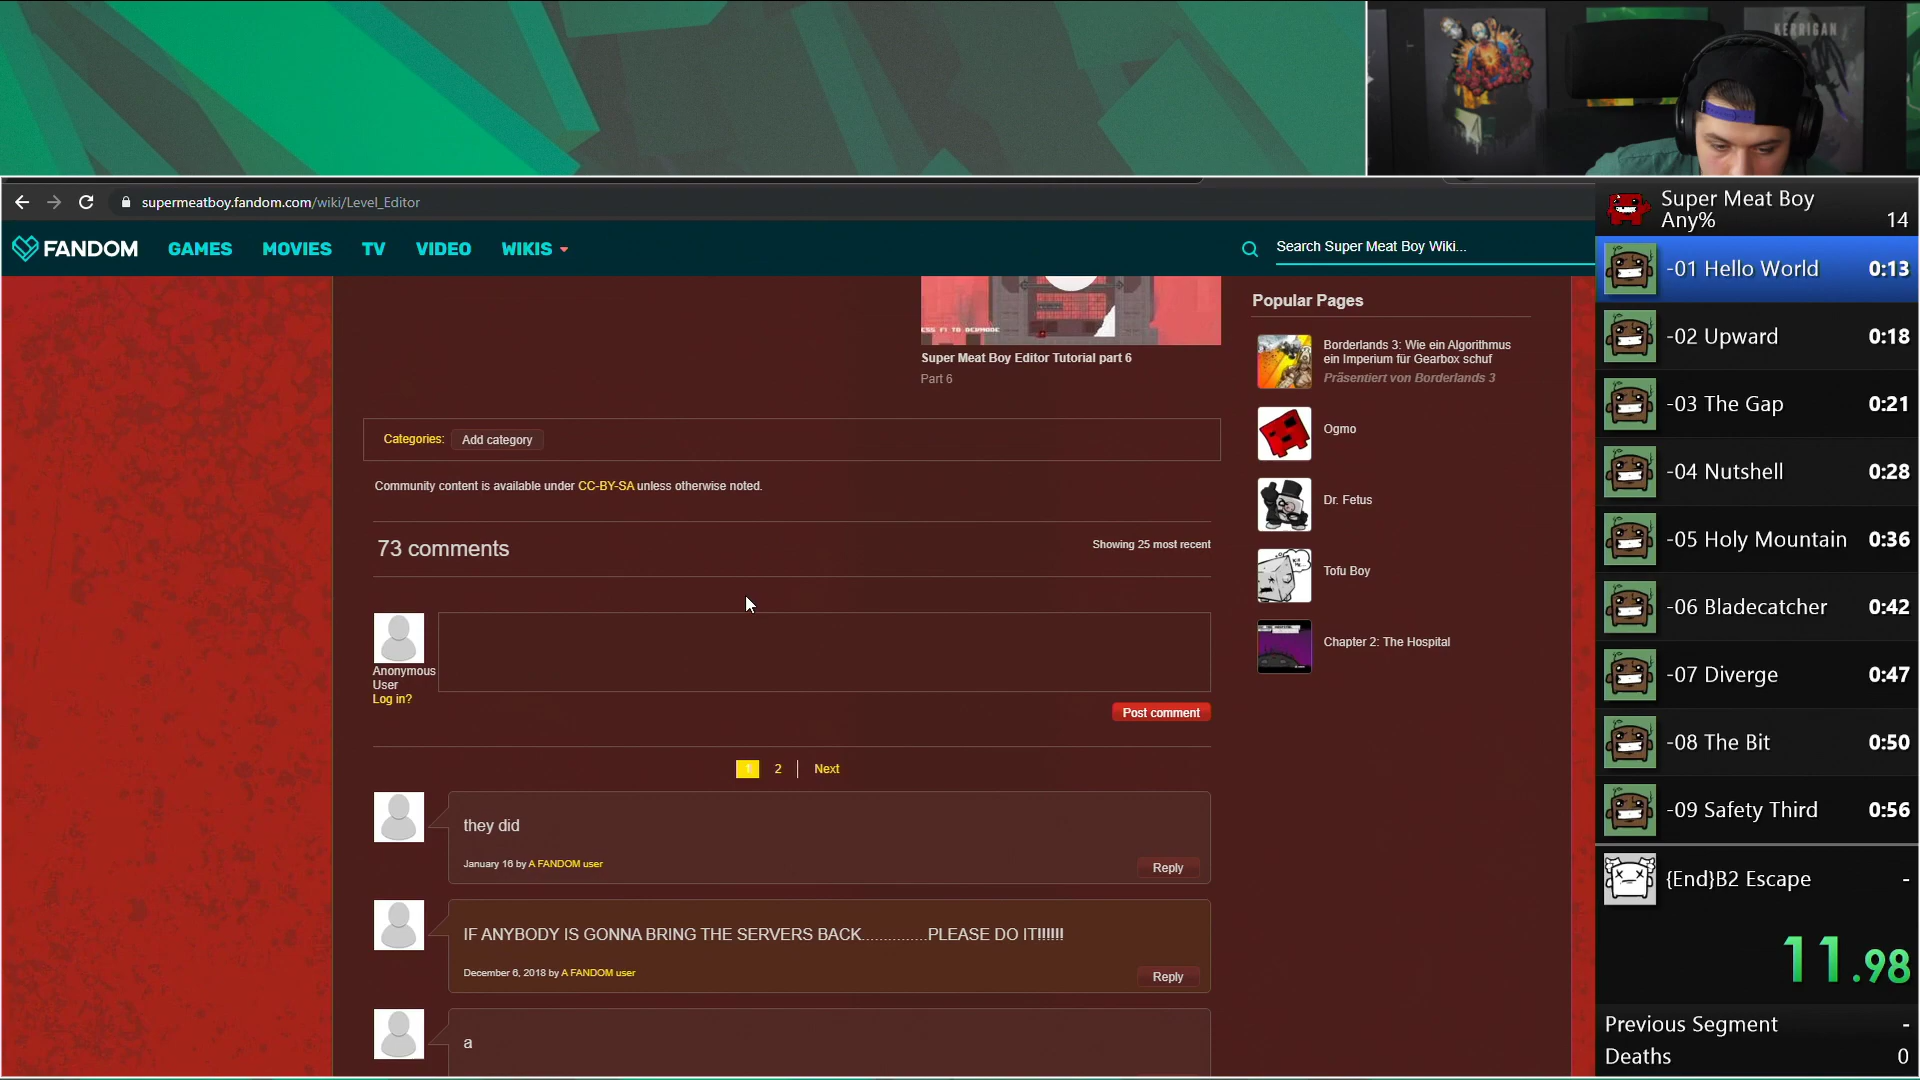 KERRIGAN
supermeatboy.fandom.com/wiki/Level_Editor
FANDOM GAMES MOVIES TV VIDEO WIKIS
Search Super Meat Boy Wiki...
Super Meat Boy Editor Tutorial part 6
Part 6
Categories: Add category
Community content is available under CC-BY-SA unless otherwise noted.
73 comments
Showing 25 most recent
Anonymous
User
Log in?
Post comment
1 2 | Next
they did
January 16 by A FANDOM user
Reply
IF ANYBODY IS GONNA BRING THE SERVERS BACK..............PLEASE DO IT!!!!!!
December 6, 2018 by A FANDOM user
Reply
a
Popular Pages
Borderlands 3: Wie ein Algorithmus
ein Imperium für Gearbox schuf
Präsentiert von Borderlands 3
Ogmo
Dr. Fetus
Tofu Boy
Chapter 2: The Hospital
Super Meat Boy
Any% 14
-01 Hello World 0:13
-02 Upward 0:18
-03 The Gap 0:21
-04 Nutshell 0:28
-05 Holy Mountain 0:36
-06 Bladecatcher 0:42
-07 Diverge 0:47
-08 The Bit 0:50
-09 Safety Third 0:56
{End}B2 Escape -
11.98
Previous Segment -
Deaths 0